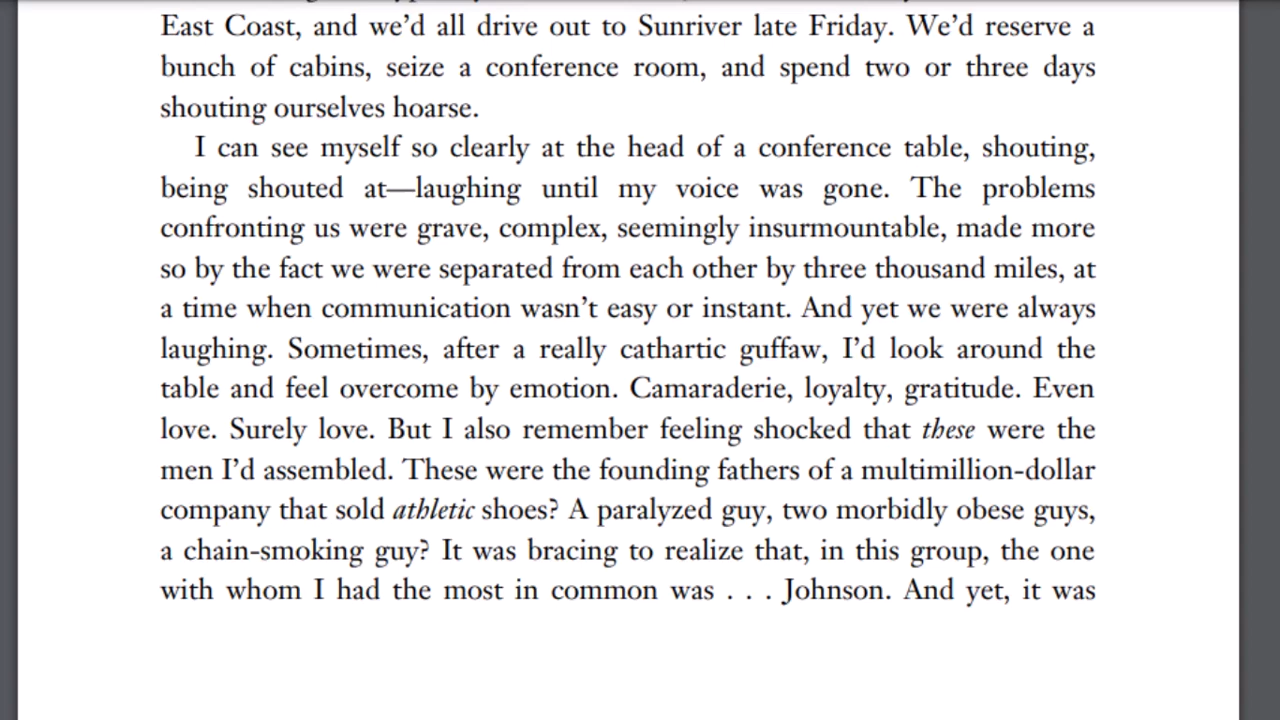 East Coast, and we’d all drive out to Sunriver late Friday. We’d reserve a
bunch of cabins, seize a conference room, and spend two or three days
shouting ourselves hoarse.
I can see myself so clearly at the head of a conference table, shouting,
being shouted at—laughing until my voice was gone. The problems
confronting us were grave, complex, seemingly insurmountable, made more
so by the fact we were separated from each other by three thousand miles, at
a time when communication wasn’t easy or instant. And yet we were always
laughing. Sometimes, after a really cathartic guffaw, I’d look around the
table and feel overcome by emotion. Camaraderie, loyalty, gratitude. Even
love. Surely love. But I also remember feeling shocked that these were the
men I’d assembled. These were the founding fathers of a multimillion-dollar
company that sold athletic shoes? A paralyzed guy, two morbidly obese guys,
a chain-smoking guy? It was bracing to realize that, in this group, the one
with whom I had the most in common was . . . Johnson. And yet, it was